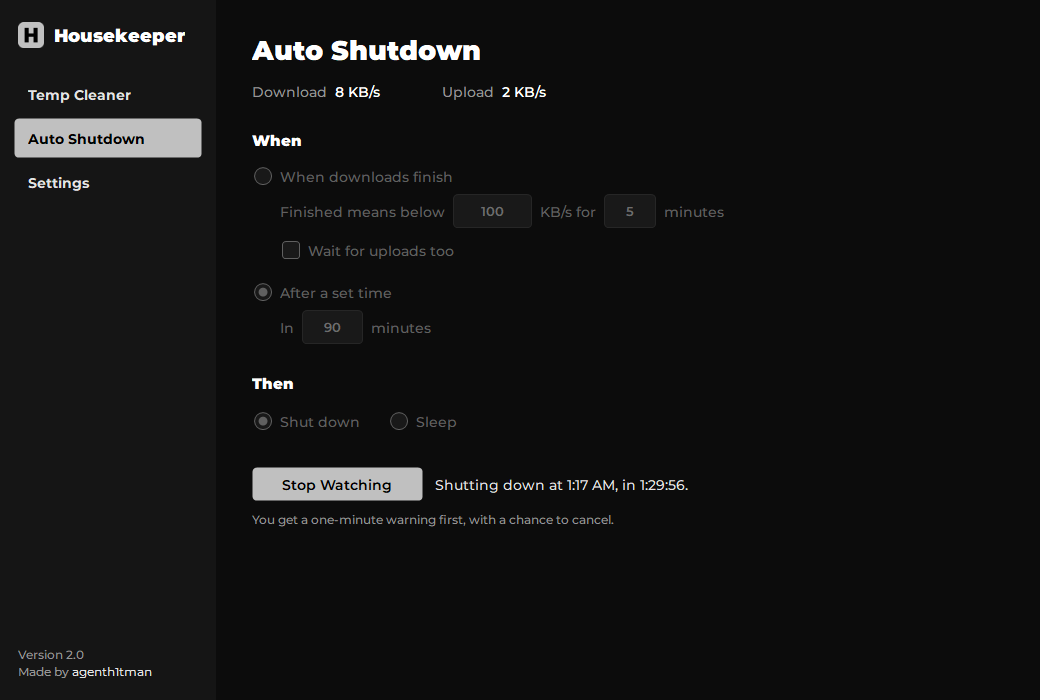 H Housekeeper
Temp Cleaner
Auto Shutdown
Settings
Version 2.0
Made by agenth1tman
Auto Shutdown
Download 8 KB/s Upload 2 KB/s
When
When downloads finish
Finished means below 100 KB/s for 5 minutes
Wait for uploads too
After a set time
In 90 minutes
Then
Shut down Sleep
Stop Watching Shutting down at 1:17 AM, in 1:29:56.
You get a one-minute warning first, with a chance to cancel.